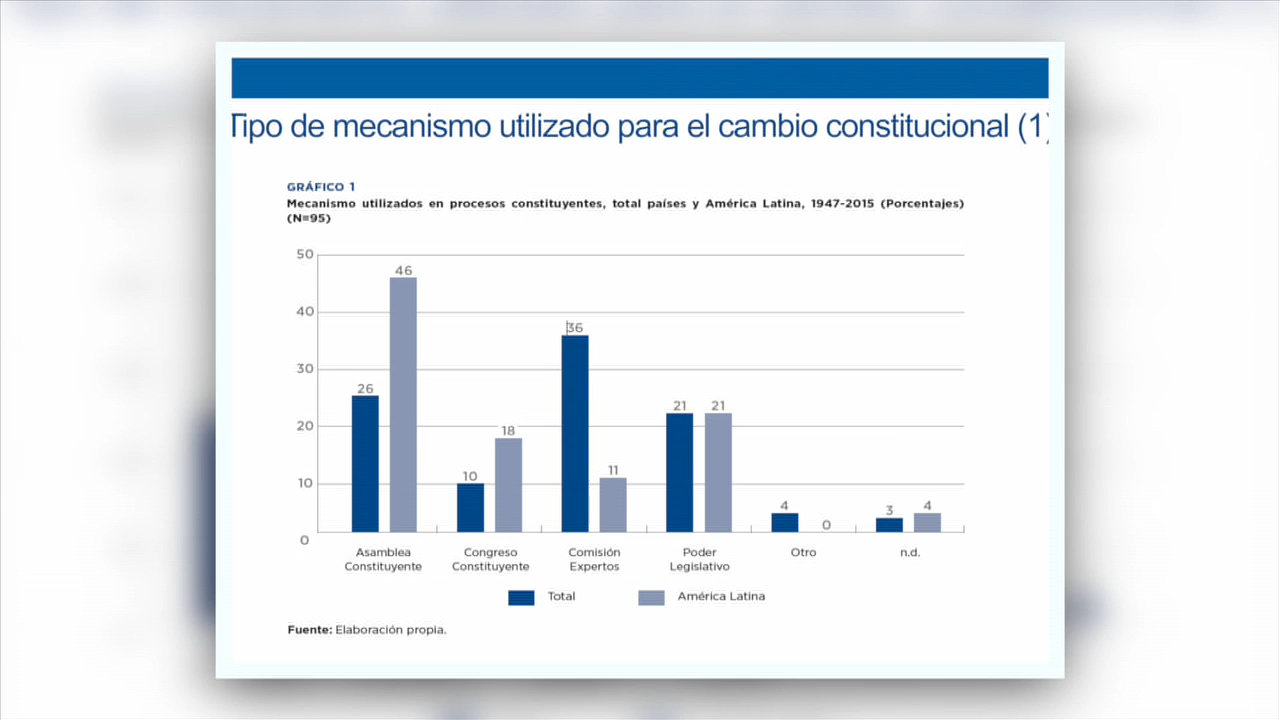 Tipo de mecanismo utilizado para el cambio constitucional (1)
GRÁFICO 1
Mecanismo utilizados en procesos constituyentes, total países y América Latina, 1947-2015 (Porcentajes)
(N=95)
50
40
30
20
10
0
26
46
10
18
36
11
21
21
4
0
3
4
Asamblea
Constituyente
Congreso
Constituyente
Comisión
Expertos
Poder
Legislativo
Otro
n.d.
Total
América Latina
Fuente: Elaboración propia.